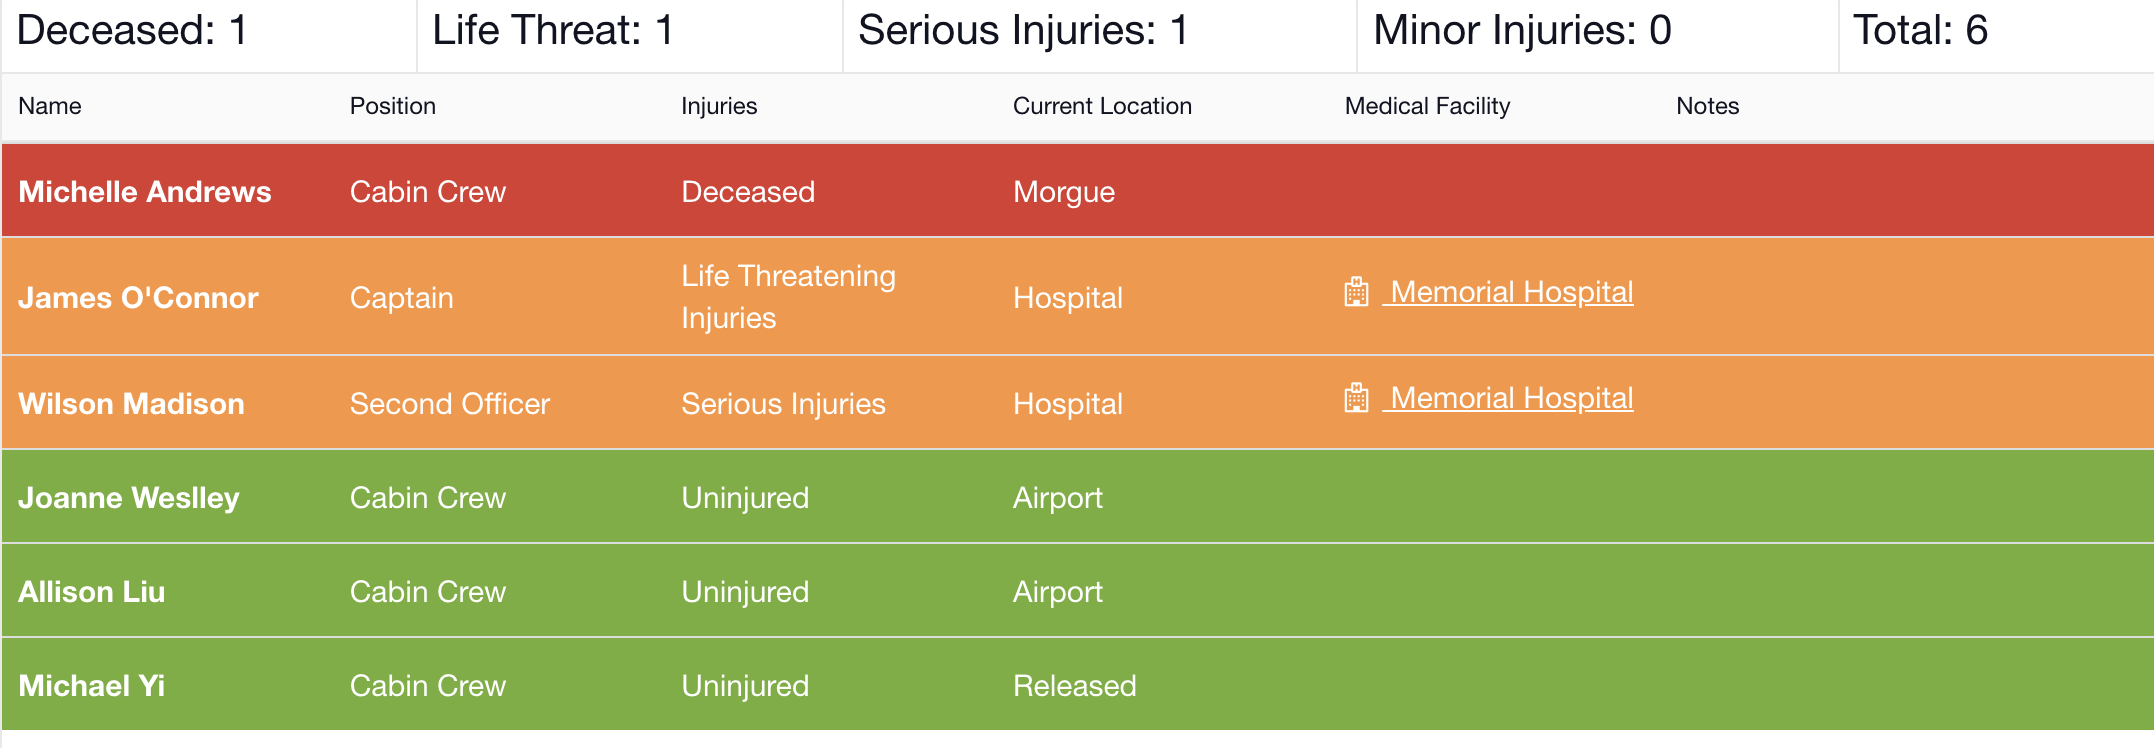 Deceased: 1 Life Threat: 1 Serious Injuries: 1 Minor Injuries: 0 Total: 6
Name Position Injuries Current Location Medical Facility Notes
Michelle Andrews Cabin Crew Deceased Morgue
James O'Connor Captain Life Threatening Injuries Hospital Memorial Hospital
Wilson Madison Second Officer Serious Injuries Hospital Memorial Hospital
Joanne Weslley Cabin Crew Uninjured Airport
Allison Liu Cabin Crew Uninjured Airport
Michael Yi Cabin Crew Uninjured Released